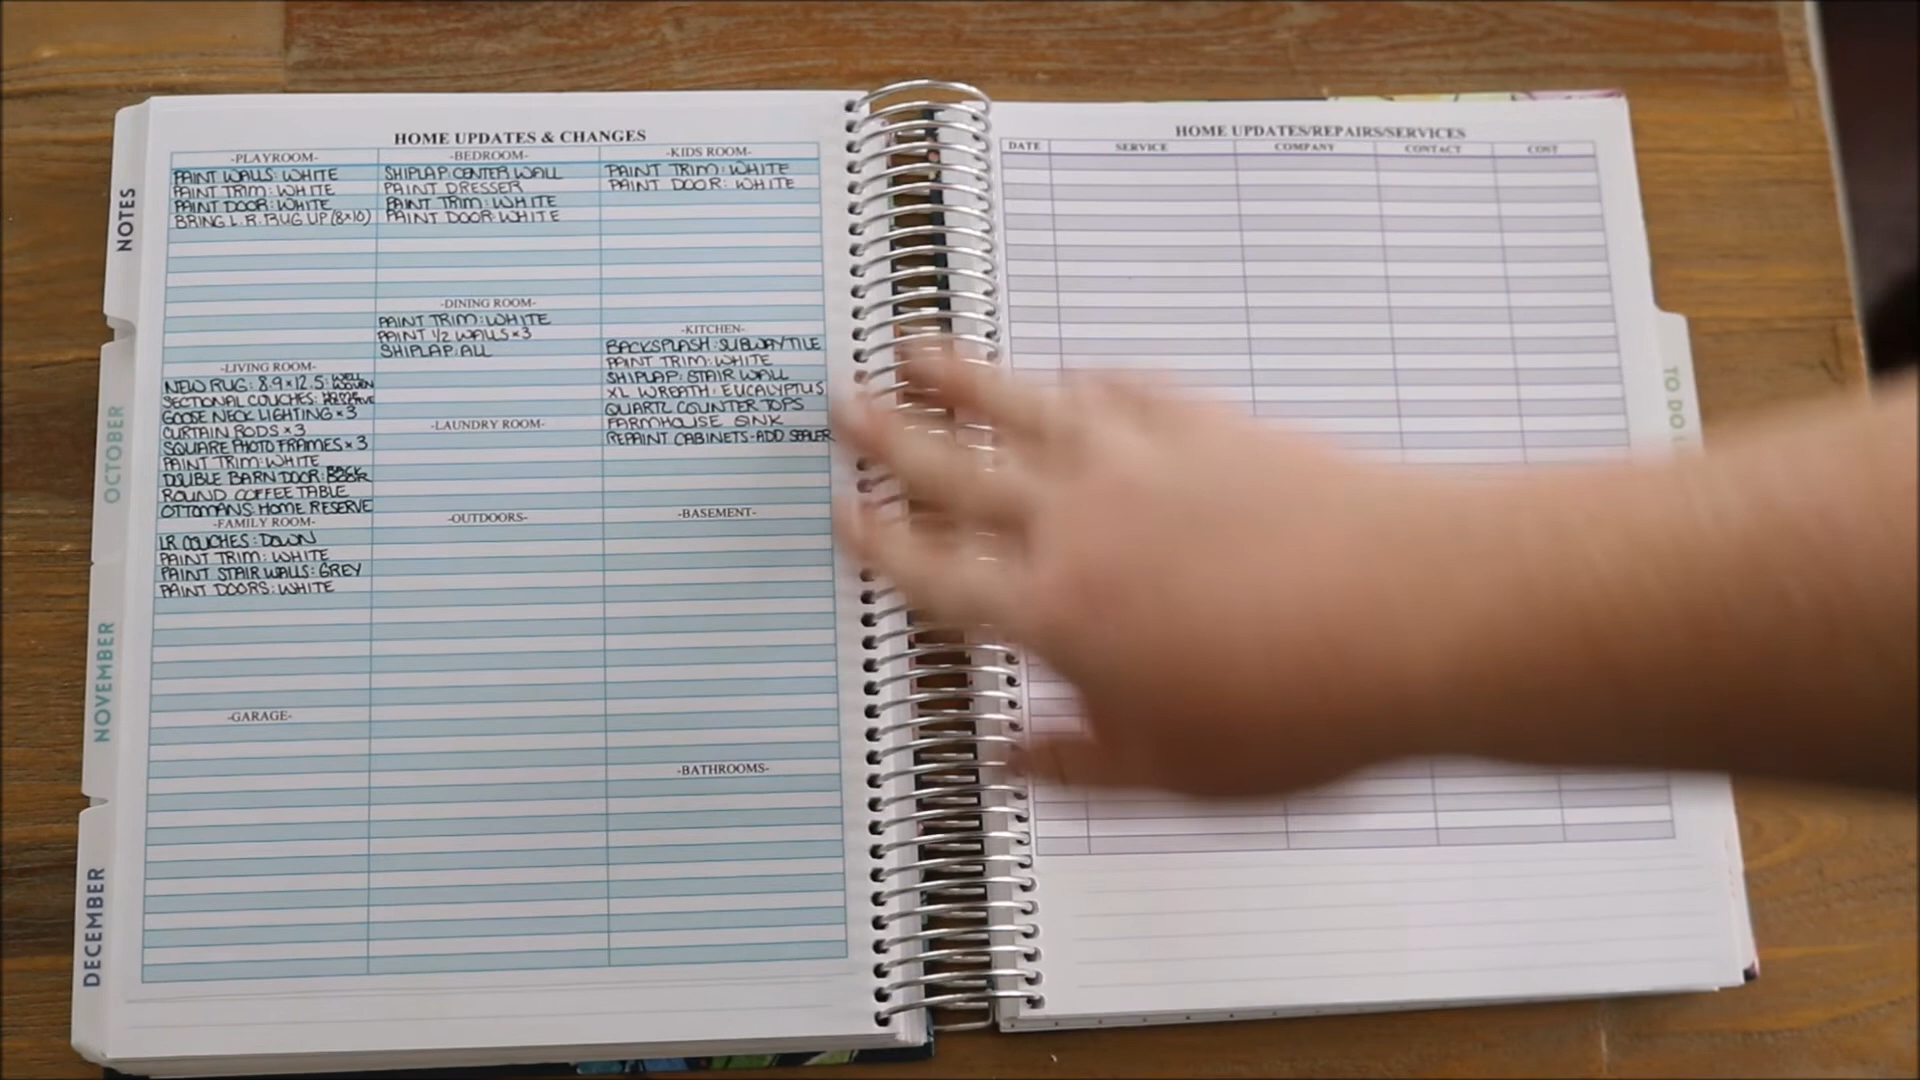 HOME UPDATES & CHANGES
-PLAYROOM-
PAINT WALLS: WHITE
PAINT TRIM: WHITE
PAINT DOOR: WHITE
BRING L.R. RUG UP (8x10)
-BEDROOM-
SHIPLAP CENTER WALL
PAINT DRESSER
PAINT TRIM: WHITE
PAINT DOOR: WHITE
-KIDS ROOM-
PAINT TRIM: WHITE
PAINT DOOR: WHITE
-DINING ROOM-
PAINT TRIM: WHITE
PAINT 1/2 WALLS x3
SHIPLAP: ALL
-KITCHEN-
BACKSPLASH: SUBWAY TILE
PAINT TRIM: WHITE
SHIPLAP: STAIR WALL
XL WREATH: EUCALYPTUS
QUARTZ COUNTER TOPS
FARMHOUSE SINK
REPAINT CABINETS-ADD SEALER
-LIVING ROOM-
NEW RUG: 8.9x12.5: WELL WOVEN
SECTIONAL COUCHES:
GOOSE NECK LIGHTING x3
CURTAIN RODS x3
SQUARE PHOTO FRAMES x 3
PAINT TRIM: WHITE
DOUBLE BARN DOOR:
ROUND COFFEE TABLE
OTTOMANS: HOME RESERVE
-LAUNDRY ROOM-
-FAMILY ROOM-
LR COUCHES: DOWN
PAINT TRIM: WHITE
PAINT STAIR WALLS: GREY
PAINT DOORS: WHITE
-OUTDOORS-
-BASEMENT-
-GARAGE-
-BATHROOMS-
NOTES
OCTOBER
NOVEMBER
DECEMBER
HOME UPDATES/REPAIRS/SERVICES
DATE SERVICE COMPANY CONTACT COST
TO DO